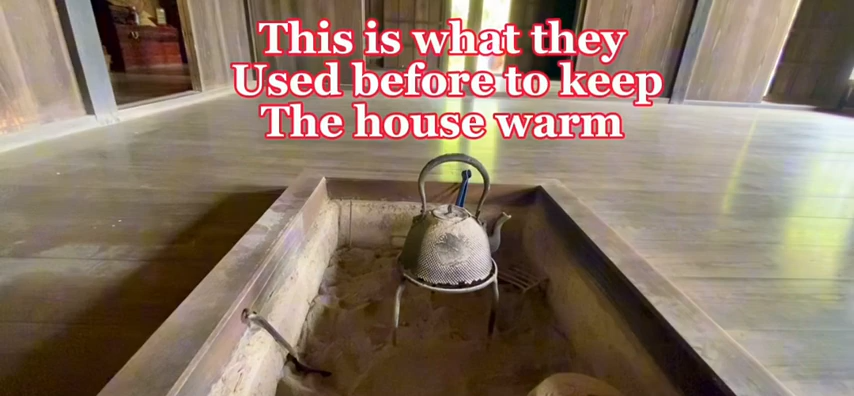 This is what they
Used before to keep
The house warm